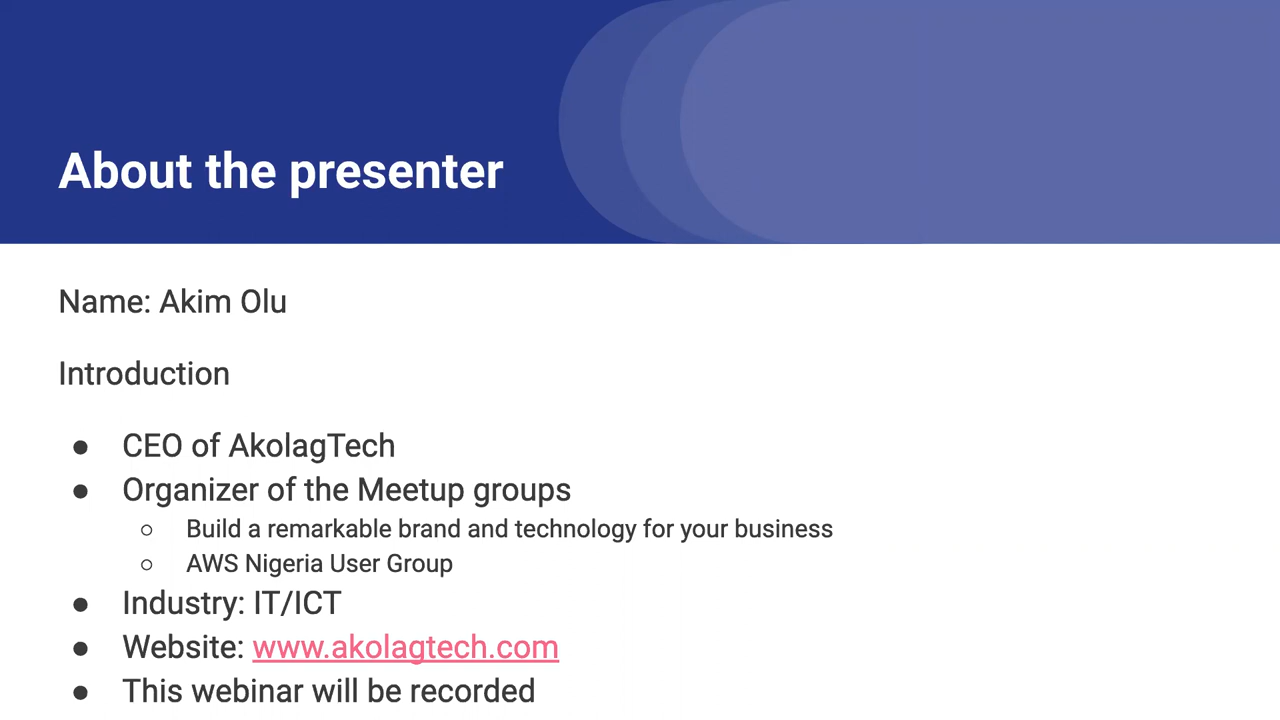 About the presenter
Name: Akim Olu
Introduction
● CEO of AkolagTech
● Organizer of the Meetup groups
○ Build a remarkable brand and technology for your business
○ AWS Nigeria User Group
● Industry: IT/ICT
● Website: www.akolagtech.com
● This webinar will be recorded